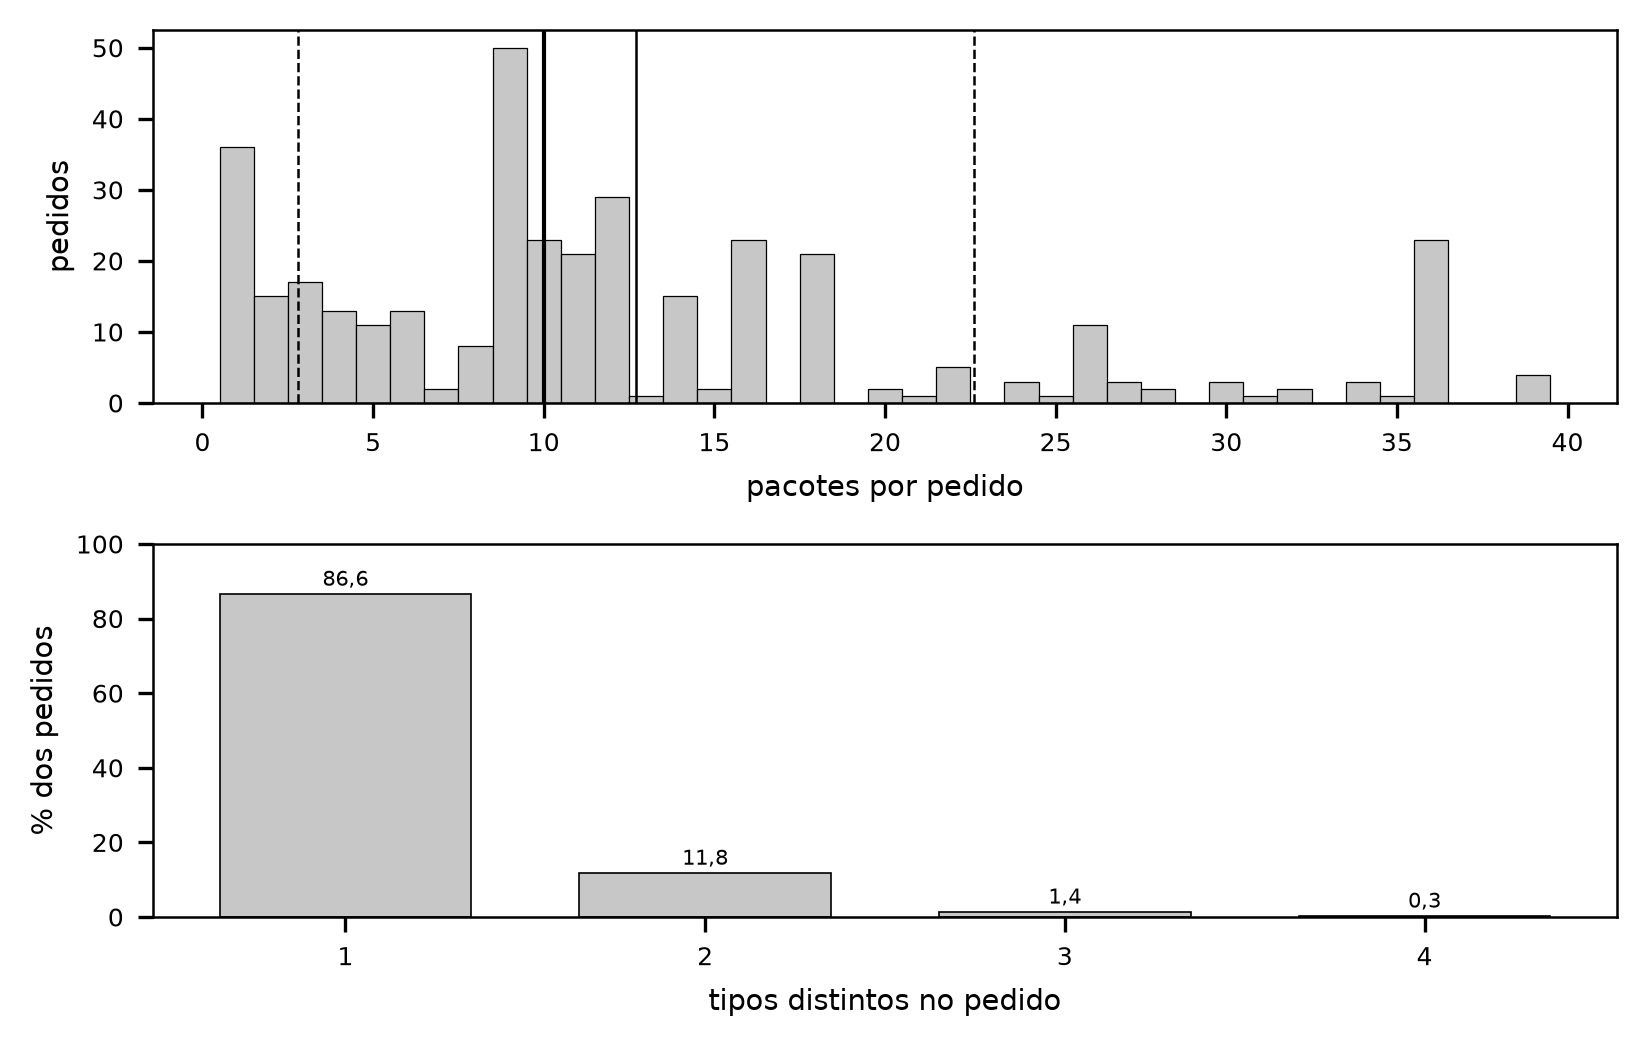 50
40
30
20
10
0
pedidos
0 5 10 15 20 25 30 35 40
pacotes por pedido
100
80
60
40
20
0
% dos pedidos
86,6
11,8
1,4
0,3
1 2 3 4
tipos distintos no pedido